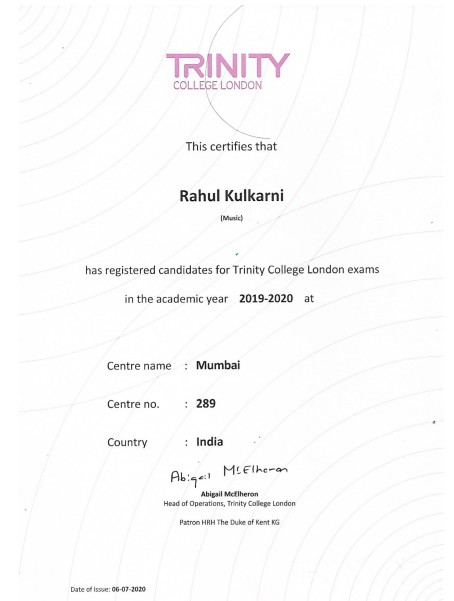 TRINITY
COLLEGE LONDON
This certifies that
Rahul Kulkarni
(Music)
has registered candidates for Trinity College London exams
in the academic year 2019-2020 at
Centre name : Mumbai
Centre no. : 289
Country : India
Abigail McElheron
Abigail McElheron
Head of Operations, Trinity College London
Patron HRH The Duke of Kent KG
Date of issue: 06-07-2020